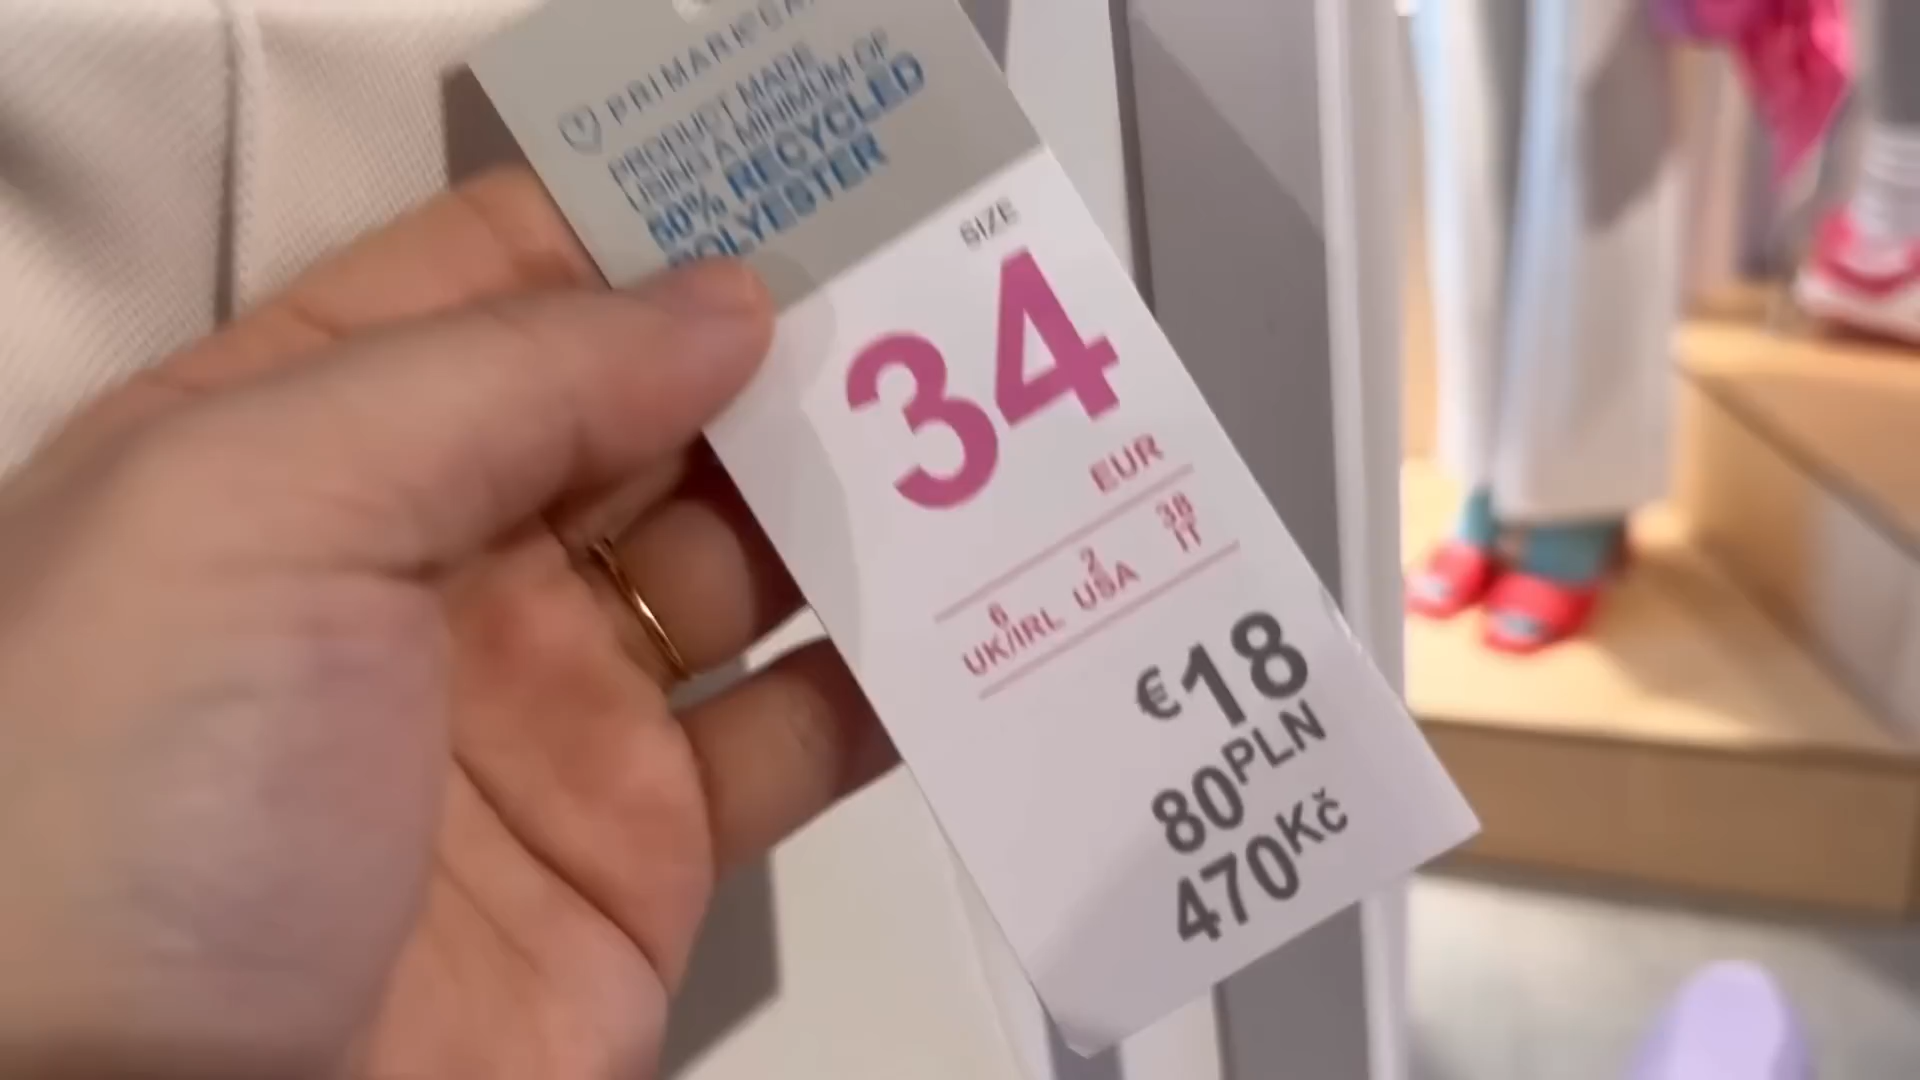 PRIMARK
PRODUCT MADE
USING A MINIMUM OF
50% RECYCLED
POLYESTER
SIZE
34
EUR
6 2 38
UK/IRL USA IT
€18
80PLN
470Kč